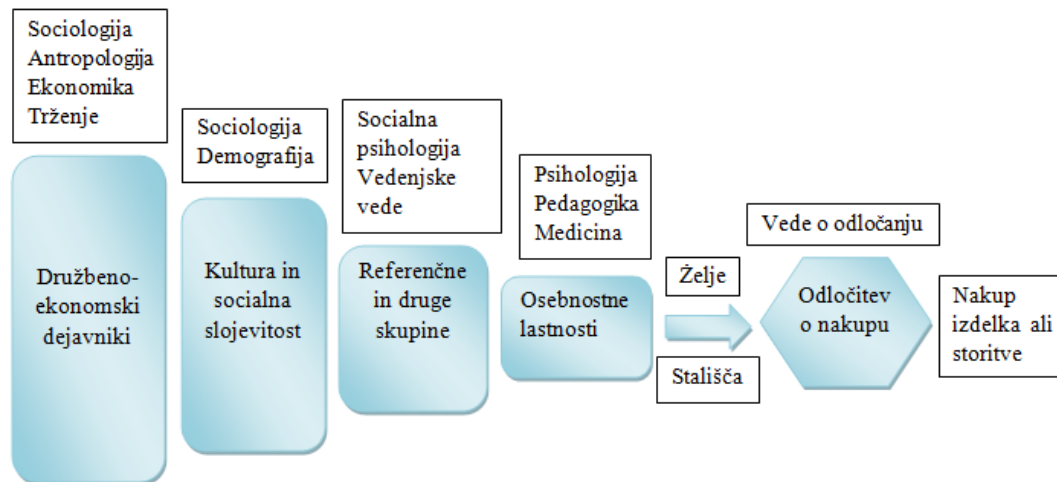 Sociologija
Antropologija
Ekonomika
Trženje
Družbeno-
ekonomski
dejavniki
Sociologija
Demografija
Kultura in
socialna
slojevitost
Socialna
psihologija
Vedenjske
vede
Referenčne
in druge
skupine
Psihologija
Pedagogika
Medicina
Osebnostne
lastnosti
Želje
Stališča
Vede o odločanju
Odločitev
o nakupu
Nakup
izdelka ali
storitve